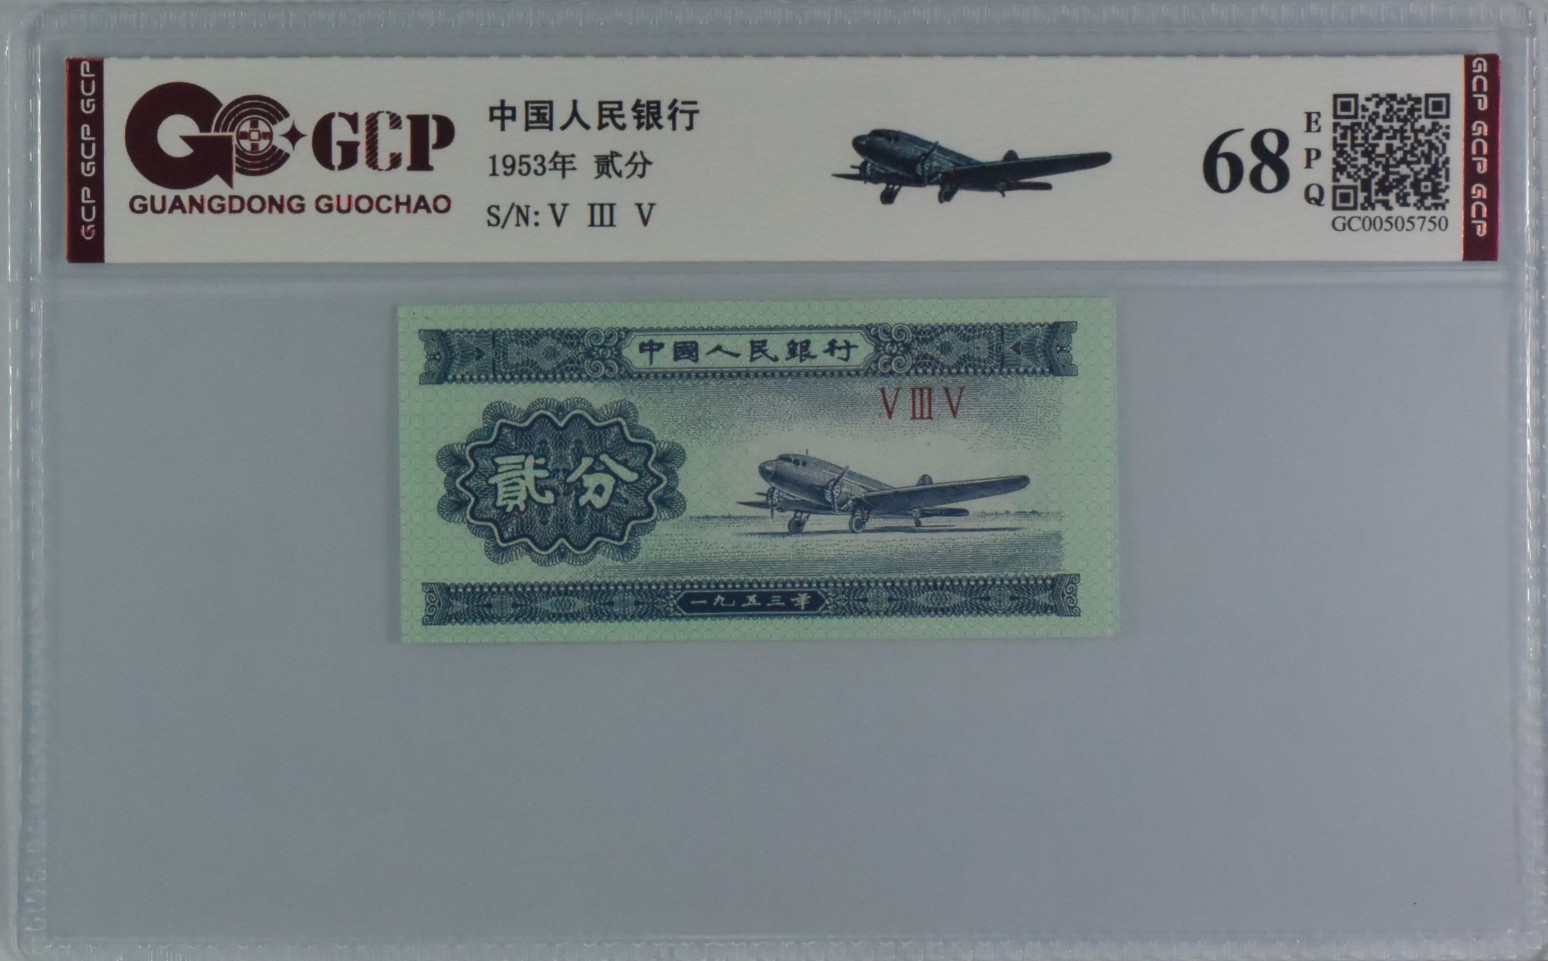 GCP GCP GCP
GCP
GUANGDONG GUOCHAO
中国人民银行
1953年 贰分
S/N: V III V
68
EPQ
GC00505750
GCP GCP GCP
中國人民銀行
V III V
貳分
一九五三年